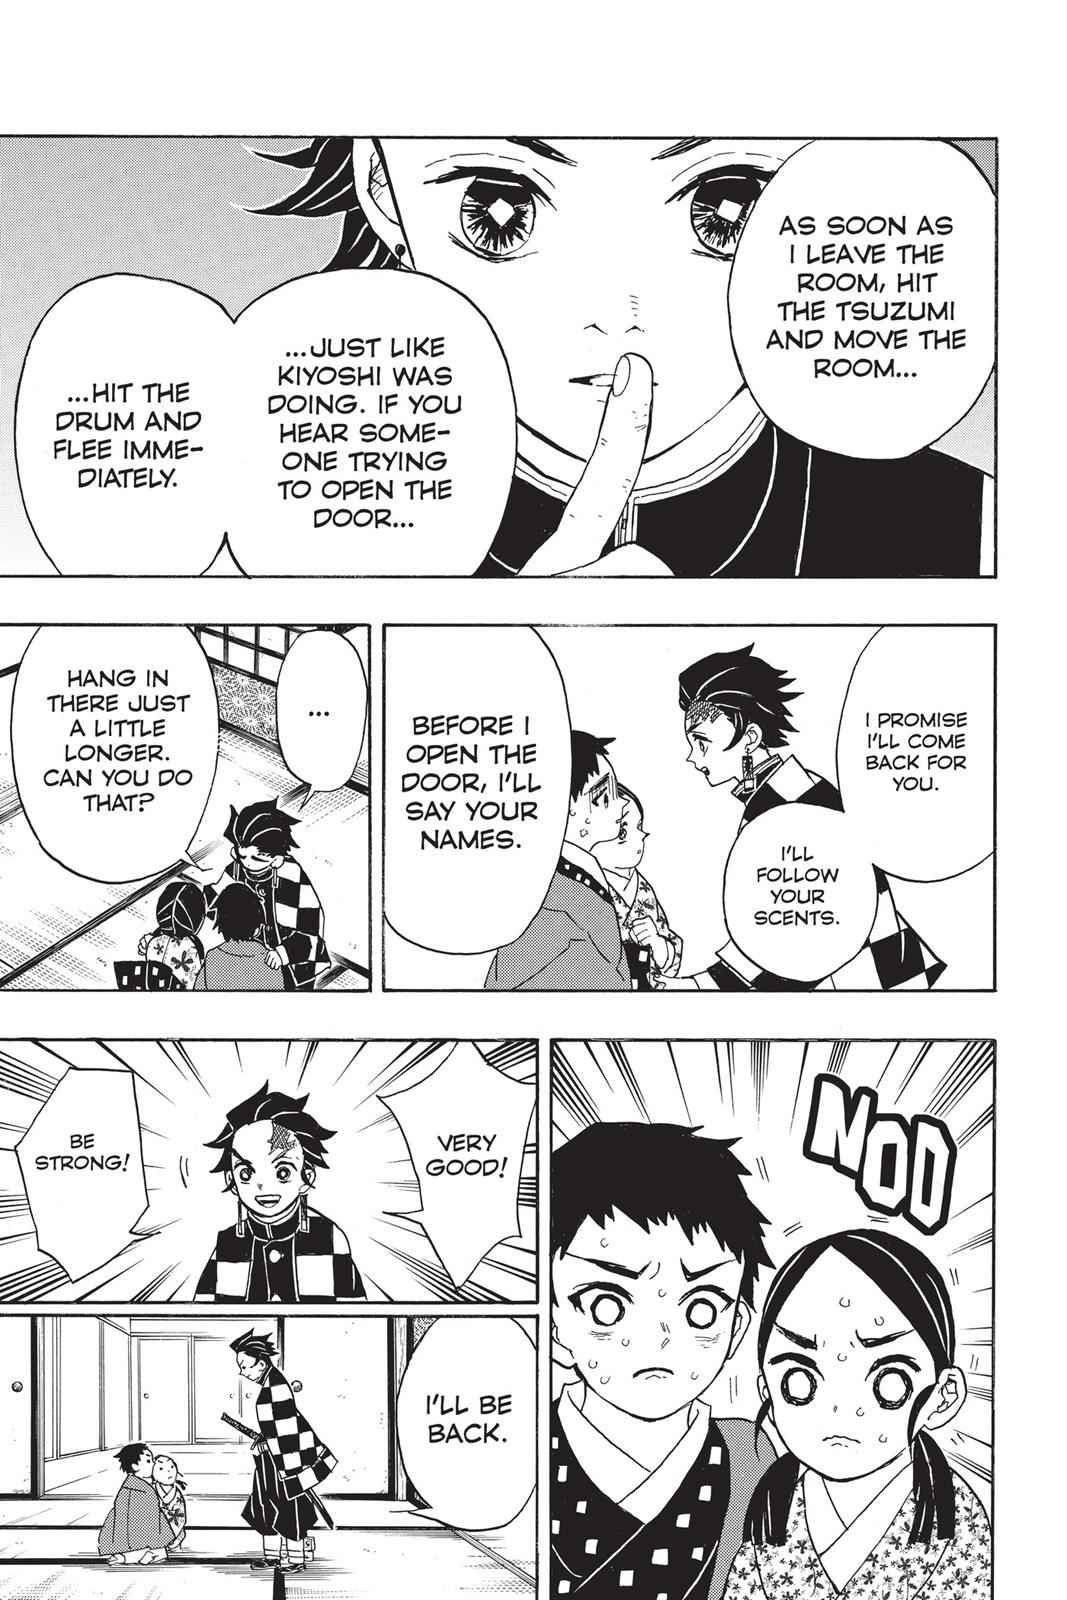 AS SOON AS
I LEAVE THE
ROOM, HIT
THE TSUZUMI
AND MOVE THE
ROOM...
...JUST LIKE
KIYOSHI WAS
DOING. IF YOU
HEAR SOME-
ONE TRYING
TO OPEN THE
DOOR...
...HIT THE
DRUM AND
FLEE IMME-
DIATELY.
I PROMISE
I'LL COME
BACK FOR
YOU.
I'LL
FOLLOW
YOUR
SCENTS.
BEFORE I
OPEN THE
DOOR, I'LL
SAY YOUR
NAMES.
...
HANG IN
THERE JUST
A LITTLE
LONGER.
CAN YOU DO
THAT?
NOD
VERY
GOOD!
BE
STRONG!
I'LL BE
BACK.